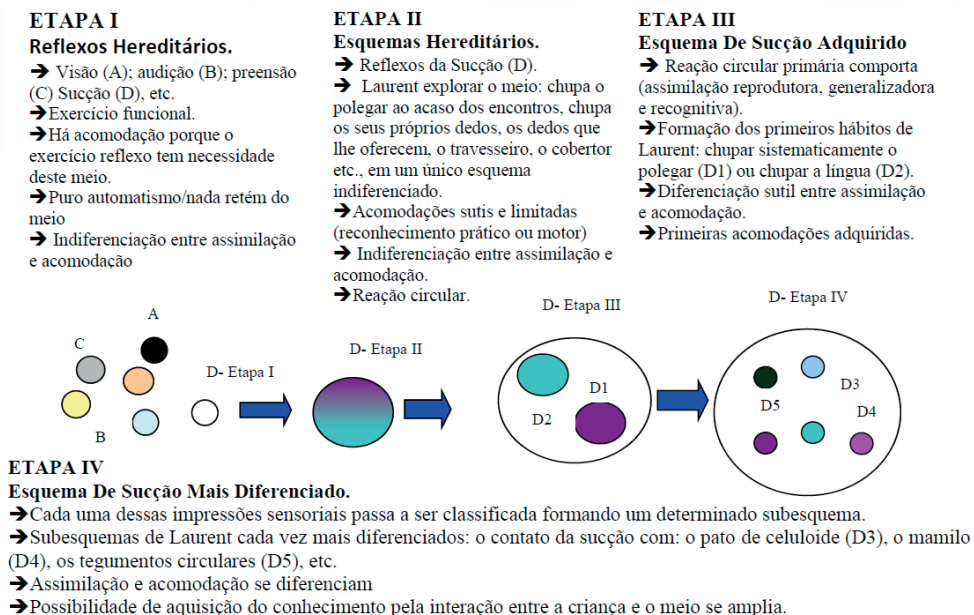 ETAPA I
Reflexos Hereditários.
➔ Visão (A); audição (B); preensão
(C) Sucção (D), etc.
➔Exercício funcional.
➔Há acomodação porque o
exercício reflexo tem necessidade
deste meio.
➔Puro automatismo/nada retém do
meio
➔ Indiferenciação entre assimilação
e acomodação
ETAPA II
Esquemas Hereditários.
➔ Reflexos da Sucção (D).
➔ Laurent explorar o meio: chupa o
polegar ao acaso dos encontros, chupa
os seus próprios dedos, os dedos que
lhe oferecem, o travesseiro, o cobertor
etc., em um único esquema
indiferenciado.
➔Acomodações sutis e limitadas
(reconhecimento prático ou motor)
➔ Indiferenciação entre assimilação e
acomodação.
➔Reação circular.
ETAPA III
Esquema De Sucção Adquirido
➔ Reação circular primária comporta
(assimilação reprodutora, generalizadora
e recognitiva).
➔Formação dos primeiros hábitos de
Laurent: chupar sistematicamente o
polegar (D1) ou chupar a língua (D2).
➔Diferenciação sutil entre assimilação
e acomodação.
➔Primeiras acomodações adquiridas.
A
C
B
D- Etapa I
D- Etapa II
D- Etapa III
D1
D2
D- Etapa IV
D3
D5
D4
ETAPA IV
Esquema De Sucção Mais Diferenciado.
➔Cada uma dessas impressões sensoriais passa a ser classificada formando um determinado subesquema.
➔Subesquemas de Laurent cada vez mais diferenciados: o contato da sucção com: o pato de celuloide (D3), o mamilo
(D4), os tegumentos circulares (D5), etc.
➔Assimilação e acomodação se diferenciam
➔Possibilidade de aquisição do conhecimento pela interação entre a criança e o meio se amplia.